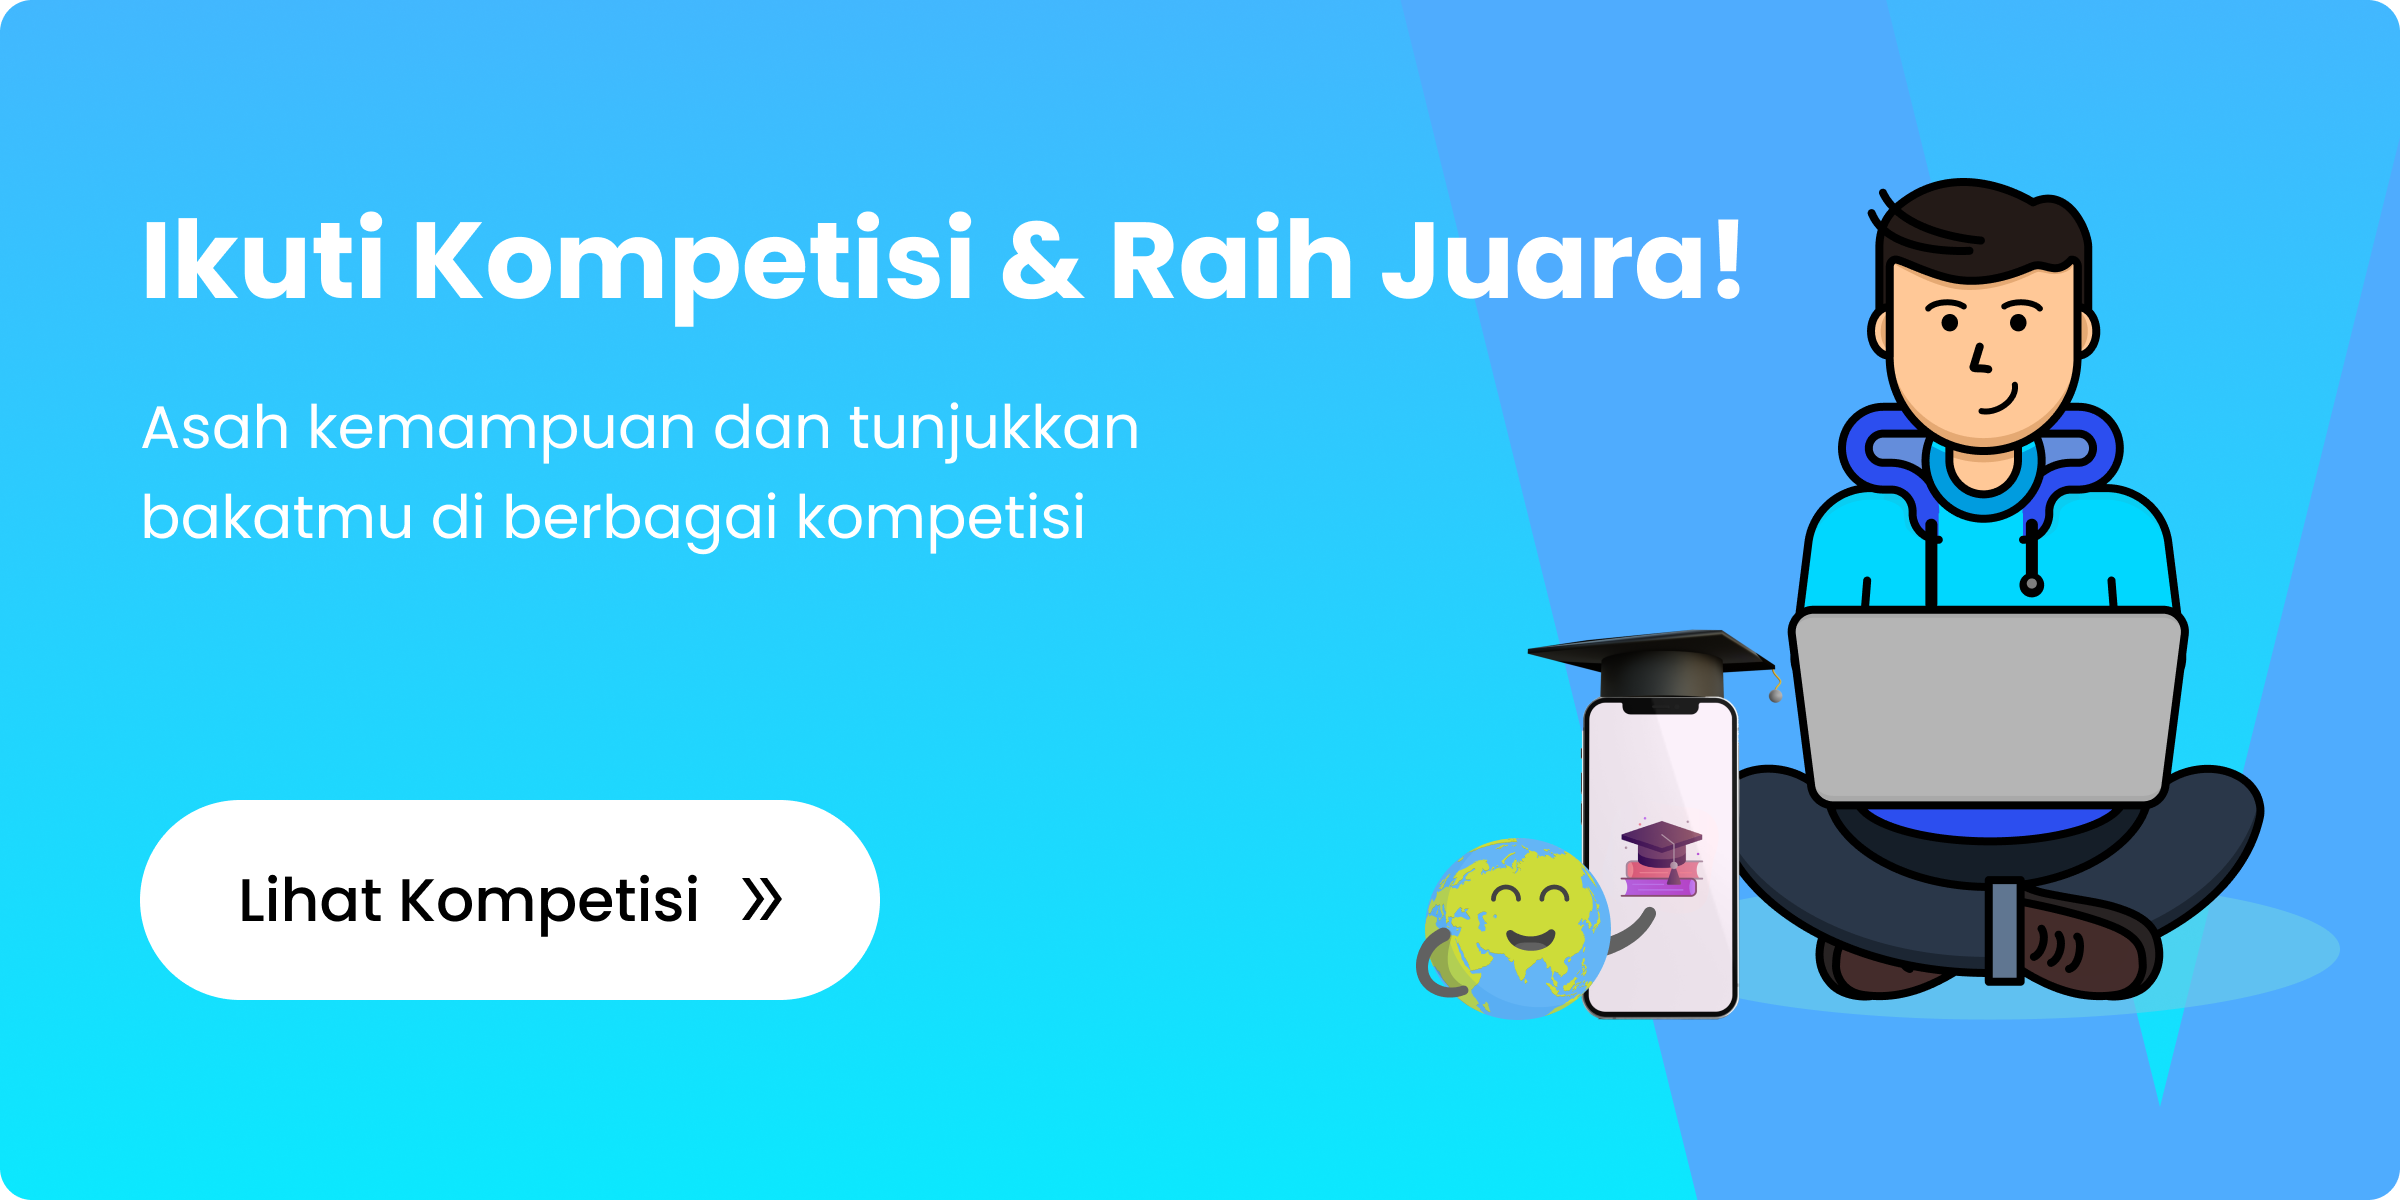 Ikuti Kompetisi & Raih Juara!
Asah kemampuan dan tunjukkan
bakatmu di berbagai kompetisi
Lihat Kompetisi »